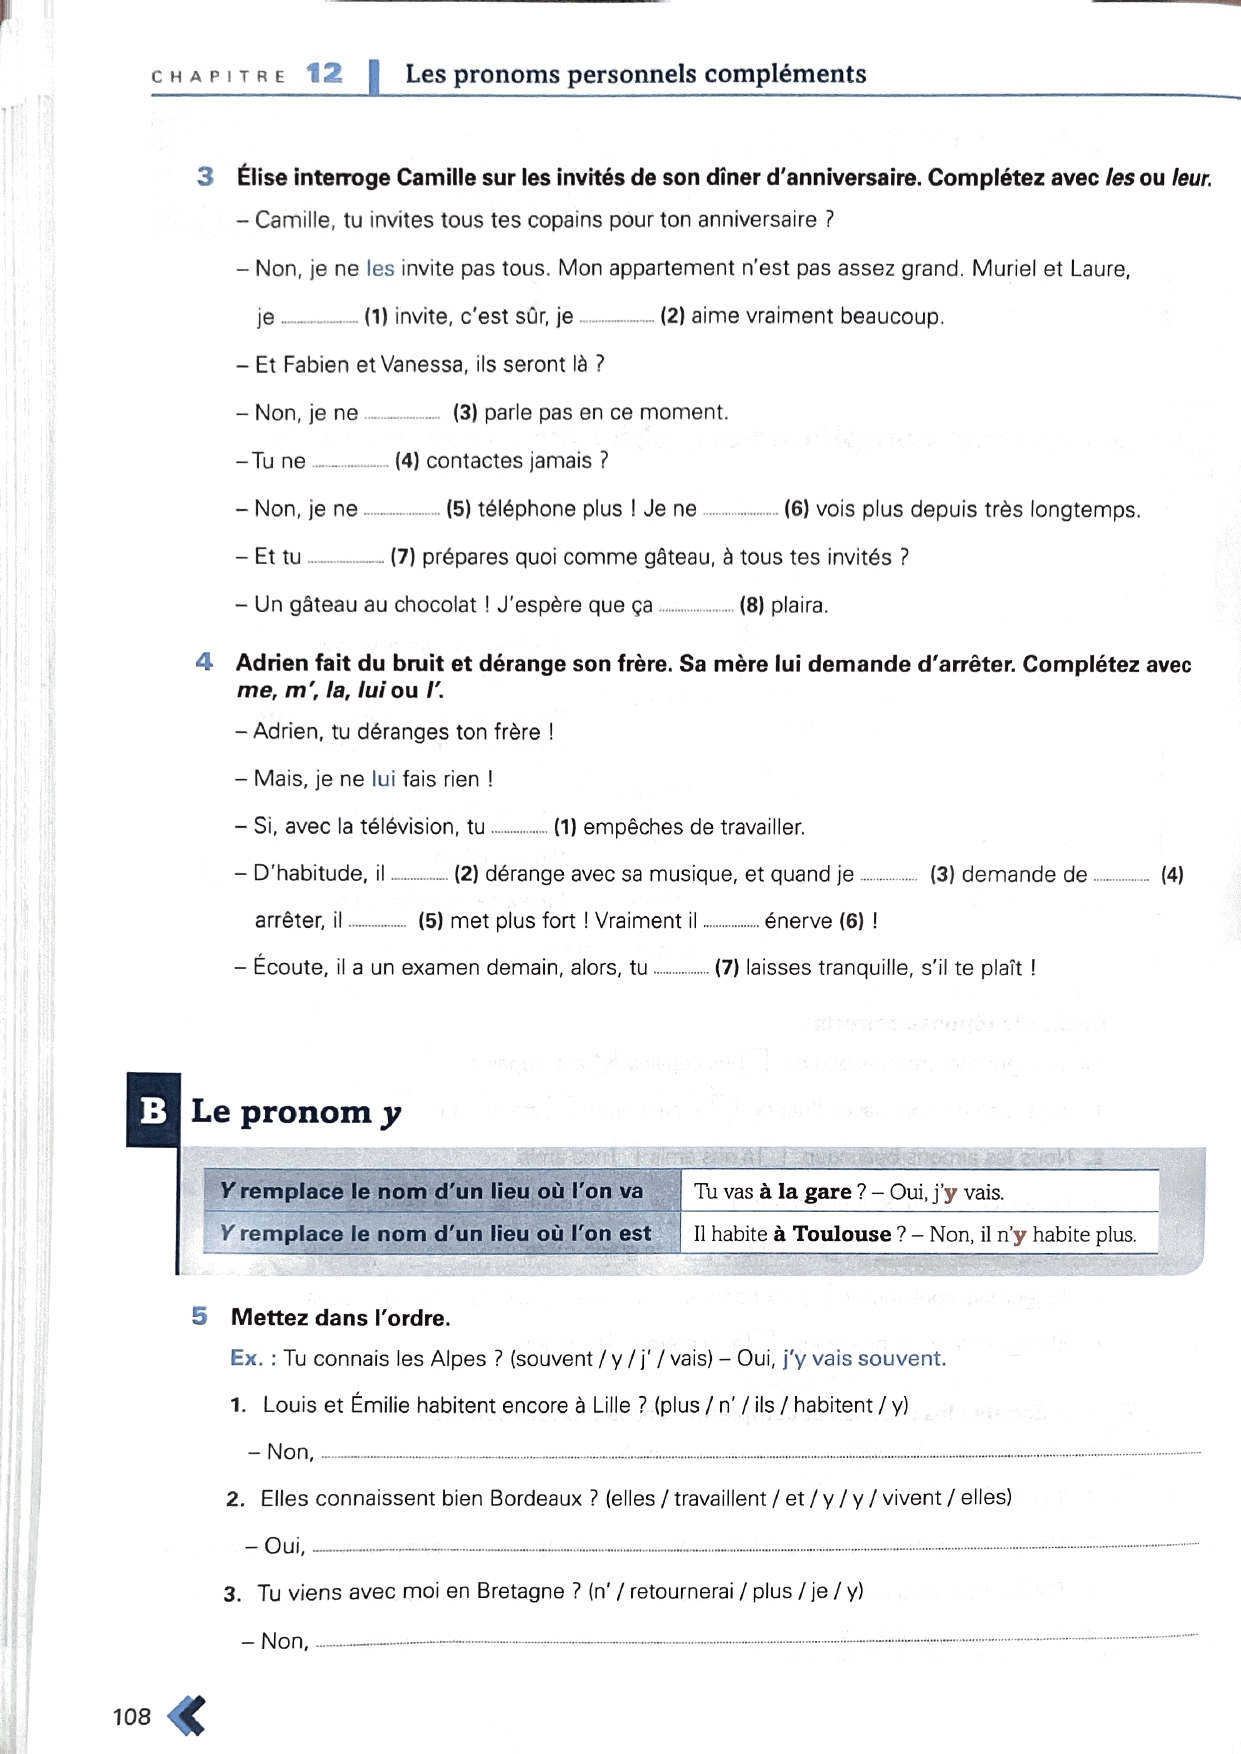 CHAPITRE 12 Les pronoms personnels compléments
3 Élise interroge Camille sur les invités de son dîner d'anniversaire. Complétez avec les ou leur.
– Camille, tu invites tous tes copains pour ton anniversaire ?
– Non, je ne les invite pas tous. Mon appartement n'est pas assez grand. Muriel et Laure,
je ............ (1) invite, c'est sûr, je ............ (2) aime vraiment beaucoup.
– Et Fabien et Vanessa, ils seront là ?
– Non, je ne ............ (3) parle pas en ce moment.
– Tu ne ............ (4) contactes jamais ?
– Non, je ne ............ (5) téléphone plus ! Je ne ............ (6) vois plus depuis très longtemps.
– Et tu ............ (7) prépares quoi comme gâteau, à tous tes invités ?
– Un gâteau au chocolat ! J'espère que ça ............ (8) plaira.
4 Adrien fait du bruit et dérange son frère. Sa mère lui demande d'arrêter. Complétez avec
me, m', la, lui ou l'.
– Adrien, tu déranges ton frère !
– Mais, je ne lui fais rien !
– Si, avec la télévision, tu ............ (1) empêches de travailler.
– D'habitude, il ............ (2) dérange avec sa musique, et quand je ............ (3) demande de ............ (4)
arrêter, il ............ (5) met plus fort ! Vraiment il ............ énerve (6) !
– Écoute, il a un examen demain, alors, tu ............ (7) laisses tranquille, s'il te plaît !
B Le pronom y
Y remplace le nom d'un lieu où l'on va Tu vas à la gare ? – Oui, j'y vais.
Y remplace le nom d'un lieu où l'on est Il habite à Toulouse ? – Non, il n'y habite plus.
5 Mettez dans l'ordre.
Ex. : Tu connais les Alpes ? (souvent / y / j' / vais) – Oui, j'y vais souvent.
1. Louis et Émilie habitent encore à Lille ? (plus / n' / ils / habitent / y)
– Non, ............
2. Elles connaissent bien Bordeaux ? (elles / travaillent / et / y / y / vivent / elles)
– Oui, ............
3. Tu viens avec moi en Bretagne ? (n' / retournerai / plus / je / y)
– Non, ............
108